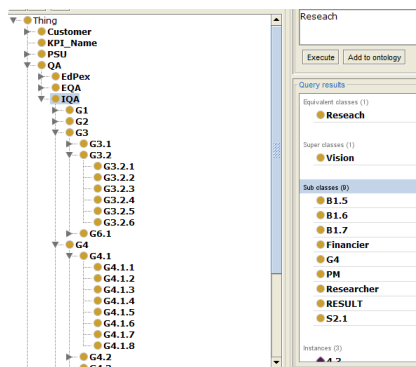 Thing
Customer
KPI_Name
PSU
QA
EdPex
EQA
IQA
G1
G2
G3
G3.1
G3.2
G3.2.1
G3.2.2
G3.2.3
G3.2.4
G3.2.5
G3.2.6
G6.1
G4
G4.1
G4.1.1
G4.1.2
G4.1.3
G4.1.4
G4.1.5
G4.1.6
G4.1.7
G4.1.8
G4.2
Reseach
Execute
Add to ontology
Query results
Equivalent classes (1)
Reseach
Super classes (1)
Vision
Sub classes (9)
B1.5
B1.6
B1.7
Financier
G4
PM
Researcher
RESULT
S2.1
Instances (3)
4.3